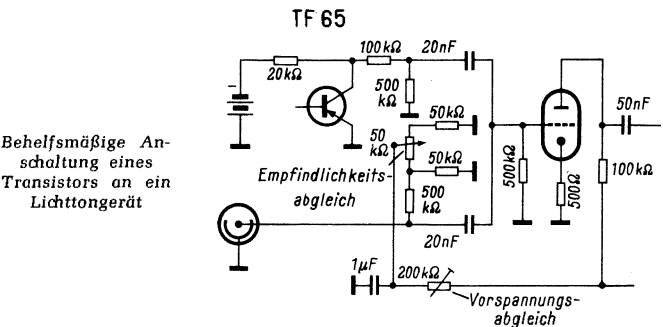 TF 65
20kΩ
100kΩ
20nF
500
kΩ
50kΩ
50
kΩ
50kΩ
500
kΩ
20nF
500kΩ
500Ω
50nF
100kΩ
Empfindlichkeits-
abgleich
1µF
200kΩ
Vorspannungs-
abgleich
Behelfsmäßige An-
schaltung eines
Transistors an ein
Lichttongerät